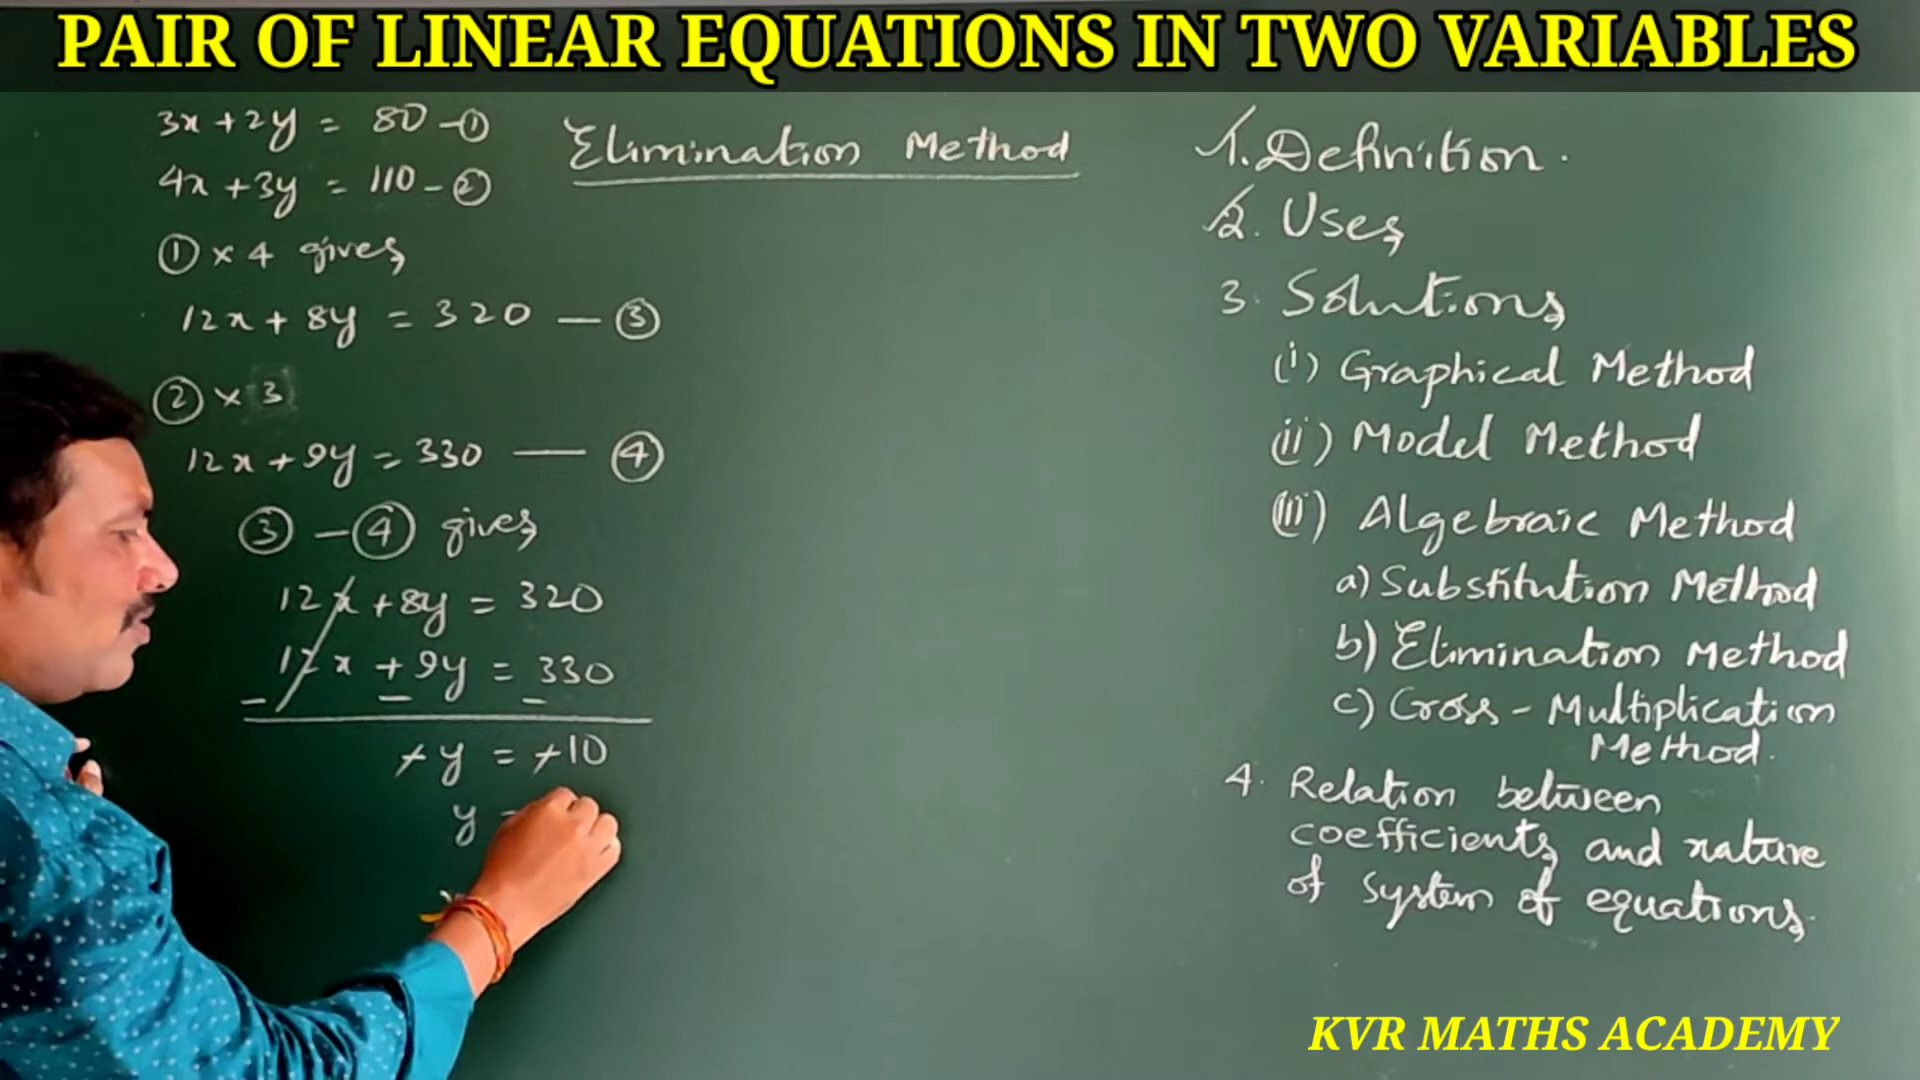 PAIR OF LINEAR EQUATIONS IN TWO VARIABLES
3x + 2y = 80 - ①
4x + 3y = 110 - ②
① × 4 gives
12x + 8y = 320 — ③
② × 3
12x + 9y = 330 — ④
③ - ④ gives
12x + 8y = 320
12x + 9y = 330
- - -
-y = -10
y =
Elimination Method
1. Definition.
2. Uses
3. Solutions
(i) Graphical Method
(ii) Model Method
(iii) Algebraic Method
a) Substitution Method
b) Elimination Method
c) Cross - Multiplication
Method.
4. Relation between
coefficients and nature
of system of equations.
KVR MATHS ACADEMY